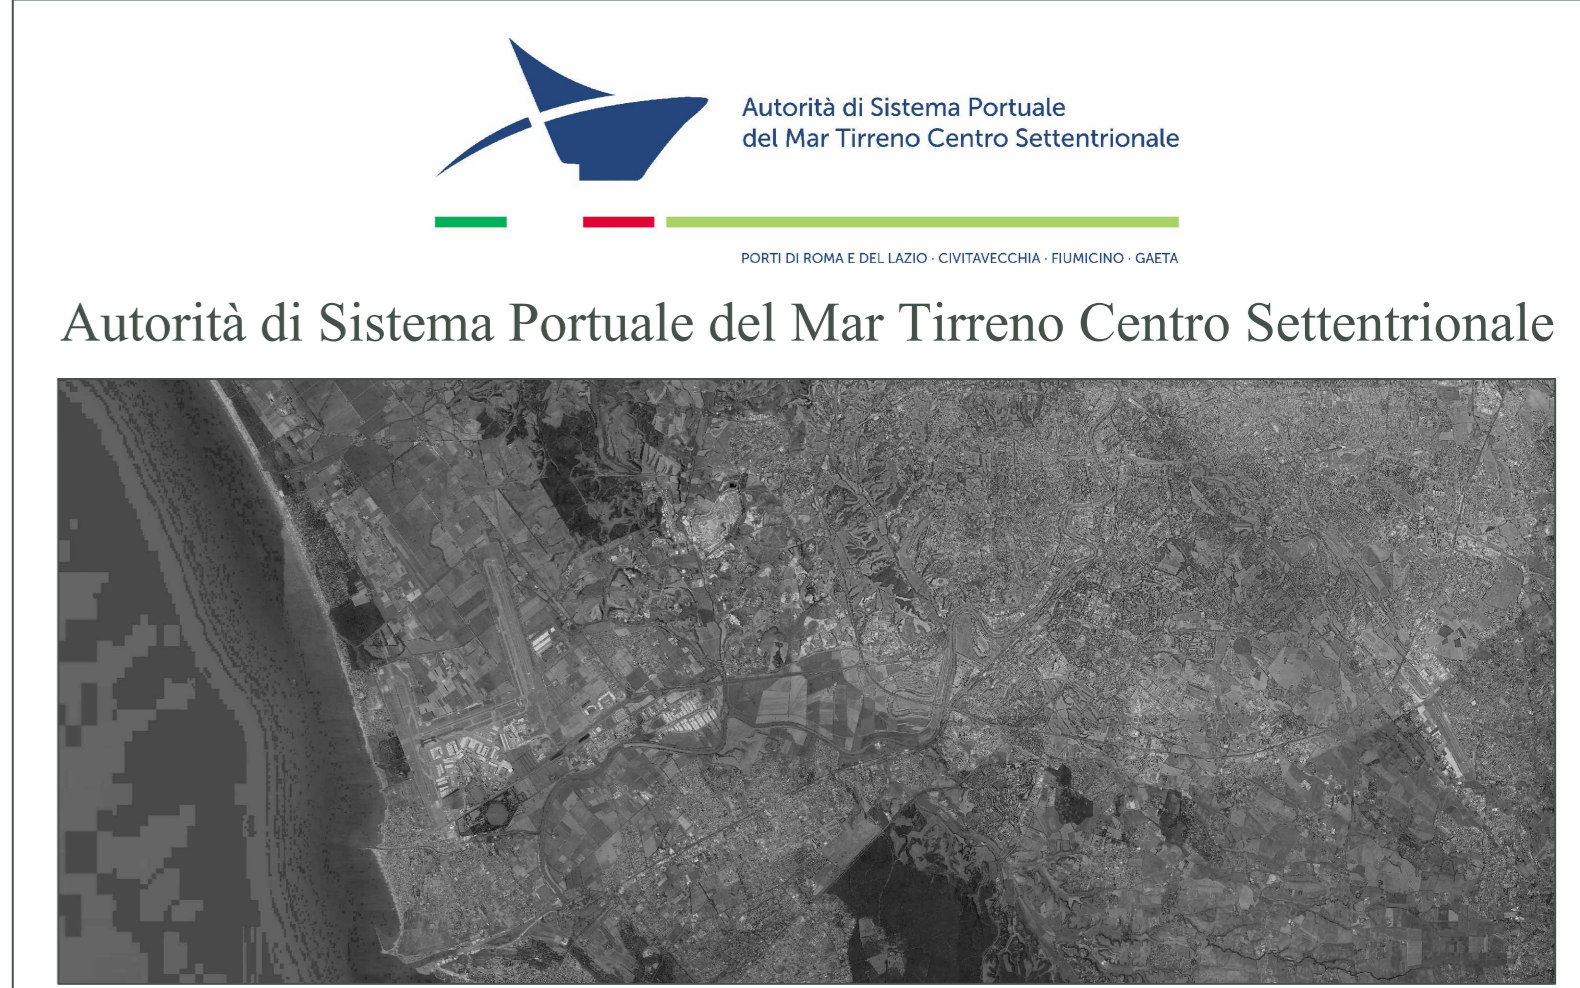 Autorità di Sistema Portuale
del Mar Tirreno Centro Settentrionale
PORTI DI ROMA E DEL LAZIO · CIVITAVECCHIA · FIUMICINO · GAETA
Autorità di Sistema Portuale del Mar Tirreno Centro Settentrionale